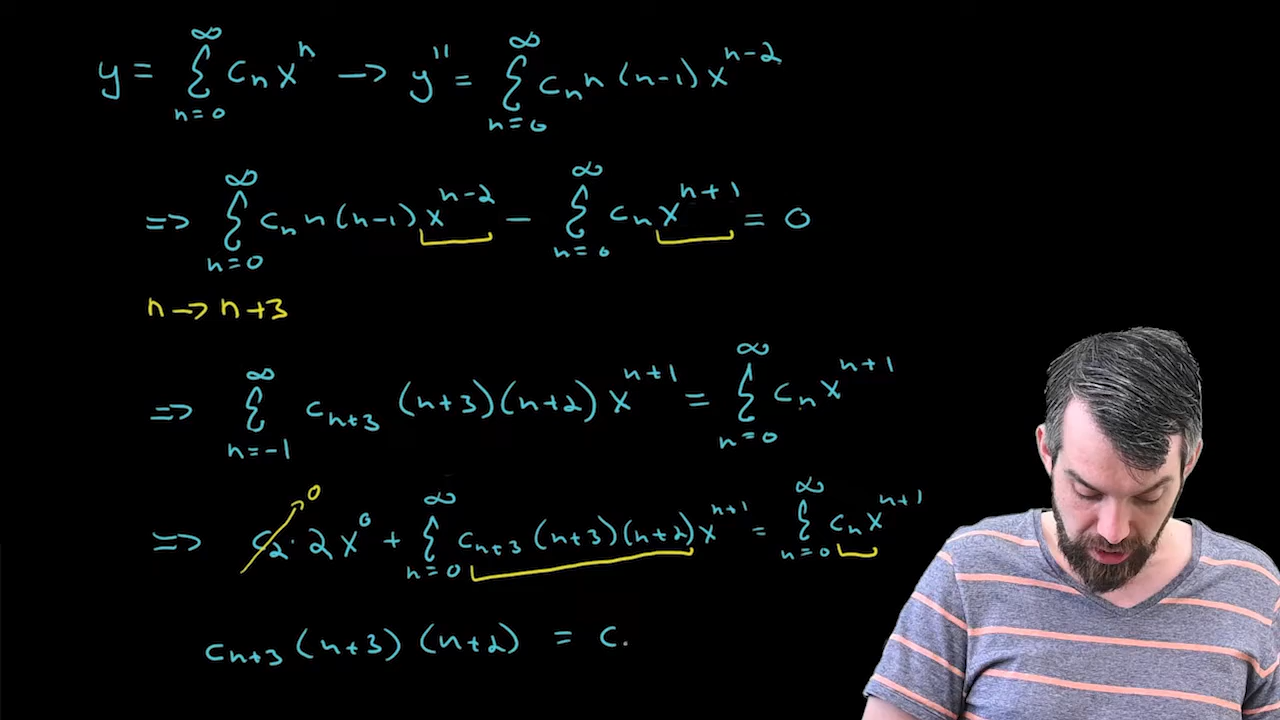 y = ∑_{n=0}^{∞} c_n x^n → y'' = ∑_{n=0}^{∞} c_n n (n-1) x^{n-2}
⇒ ∑_{n=0}^{∞} c_n n (n-1) x^{n-2} - ∑_{n=0}^{∞} c_n x^{n+1} = 0
n → n+3
⇒ ∑_{n=-1}^{∞} c_{n+3} (n+3)(n+2) x^{n+1} = ∑_{n=0}^{∞} c_n x^{n+1}
⇒ c_2 · 2x^0 → 0 + ∑_{n=0}^{∞} c_{n+3} (n+3)(n+2) x^{n+1} = ∑_{n=0}^{∞} c_n x^{n+1}
c_{n+3} (n+3) (n+2) = c.